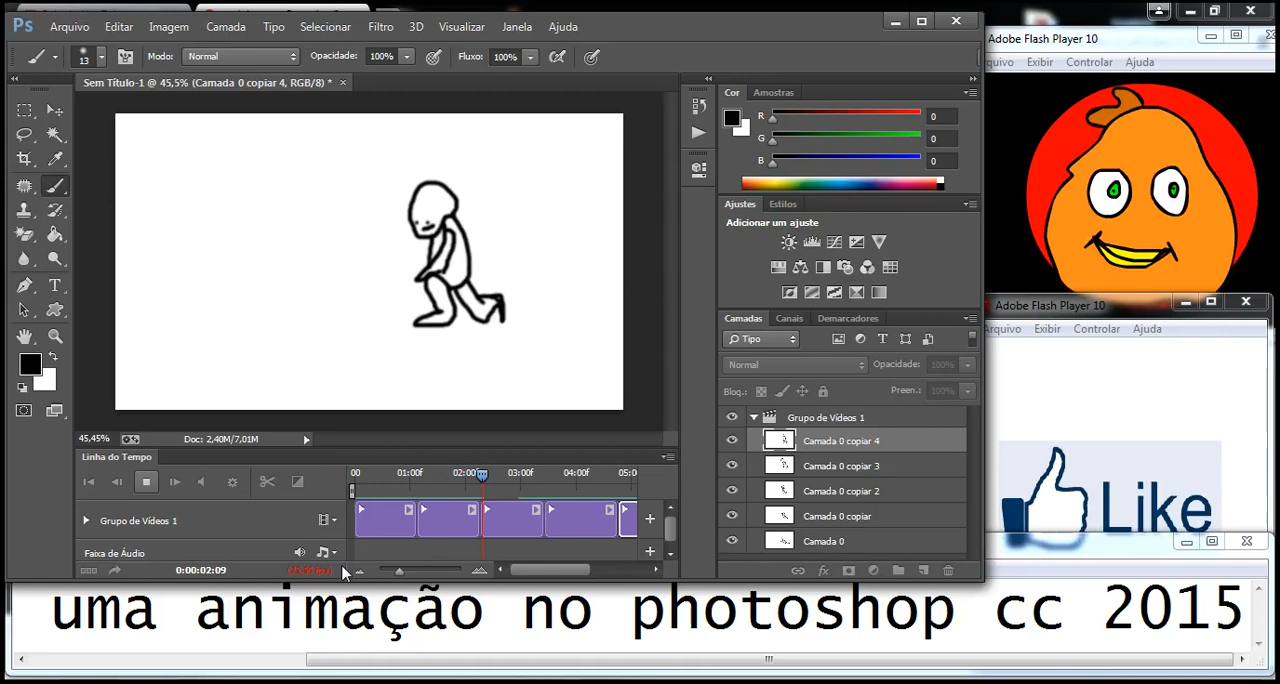 Ps Arquivo Editar Imagem Camada Tipo Selecionar Filtro 3D Visualizar Janela Ajuda
13 Modo: Normal Opacidade: 100% Fluxo: 100%
Sem Título-1 @ 45,5% (Camada 0 copiar 4, RGB/8) * ×
Cor Amostras
R 0
G 0
B 0
Ajustes Estilos
Adicionar um ajuste
Camadas Canais Demarcadores
Tipo
Normal Opacidade: 100%
Bloq.: Preen.: 100%
Grupo de Vídeos 1
Camada 0 copiar 4
Camada 0 copiar 3
Camada 0 copiar 2
Camada 0 copiar
Camada 0
fx
45,45% Doc: 2,40M/7,01M
Linha do Tempo
00 01:00f 02:00 03:00f 04:00f 05:0
Grupo de Vídeos 1
Faixa de Áudio
0:00:02:09
Adobe Flash Player 10
rquivo Exibir Controlar Ajuda
Adobe Flash Player 10
Arquivo Exibir Controlar Ajuda
Like
uma animação no photoshop cc 2015